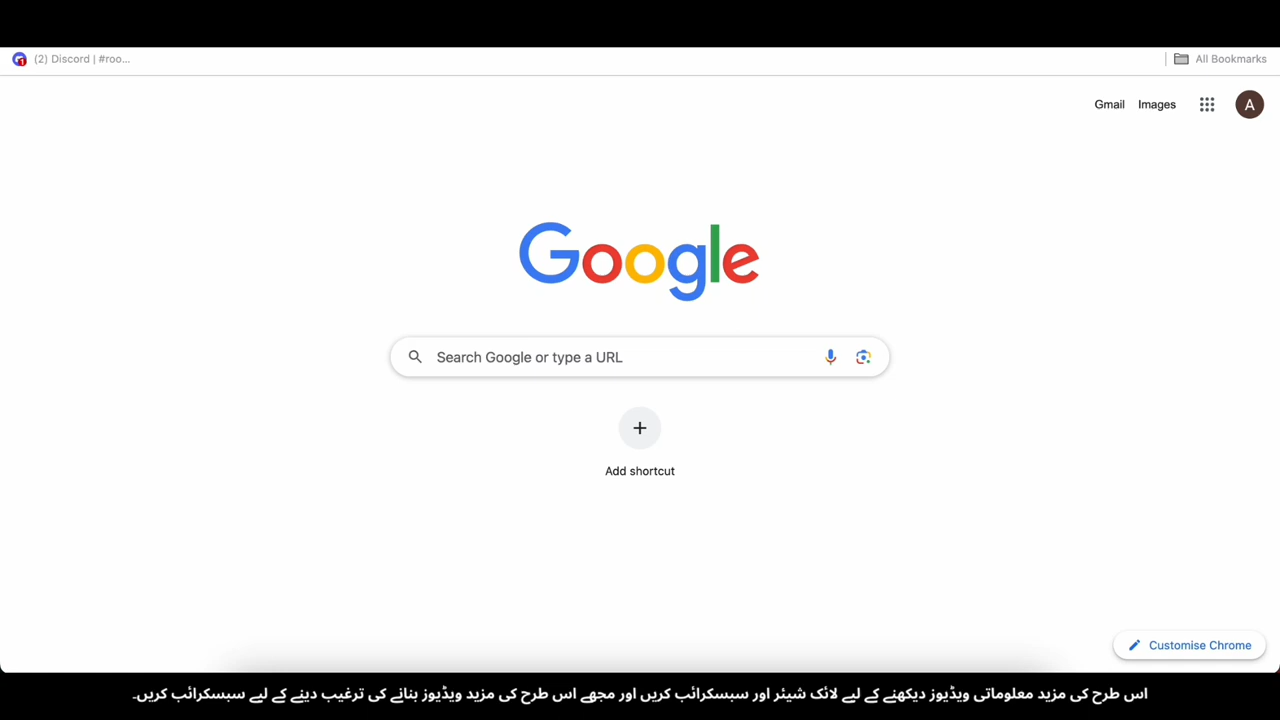 (2) Discord | #roo...
All Bookmarks
Gmail Images A
Google
Search Google or type a URL
Add shortcut
Customise Chrome
اس طرح کی مزید معلوماتی ویڈیوز دیکھنے کے لیے لائک شیئر اور سبسکرائب کریں اور مجھے اس طرح کی مزید ویڈیوز بنانے کی ترغیب دینے کے لیے سبسکرائب کریں۔